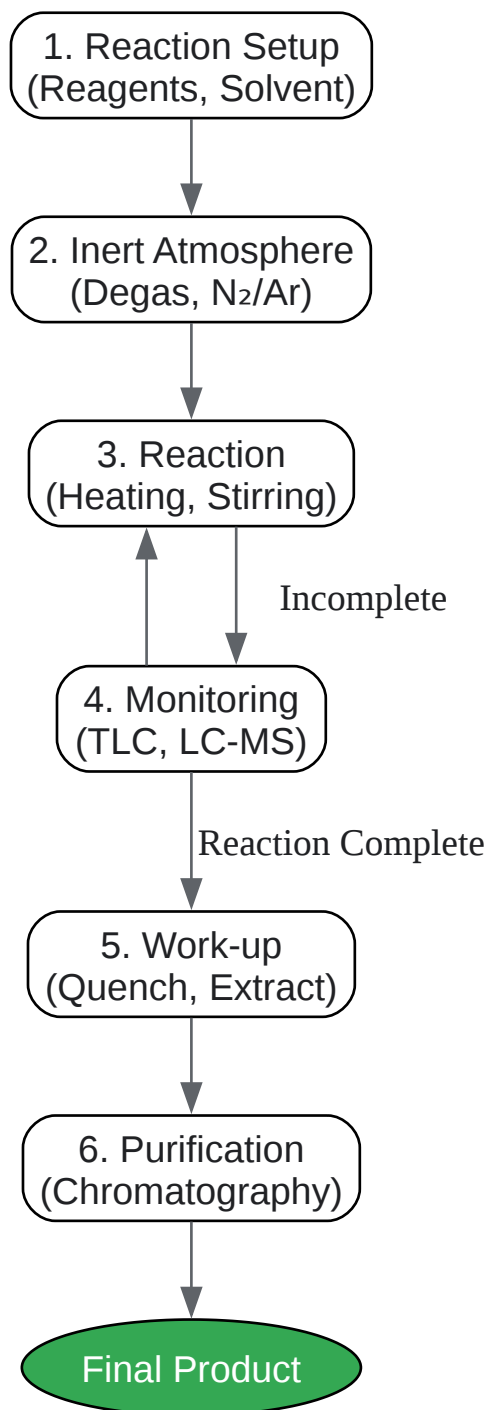 1. Reaction Setup
(Reagents, Solvent)
2. Inert Atmosphere
(Degas, N₂/Ar)
3. Reaction
(Heating, Stirring)
Incomplete
4. Monitoring
(TLC, LC-MS)
Reaction Complete
5. Work-up
(Quench, Extract)
6. Purification
(Chromatography)
Final Product